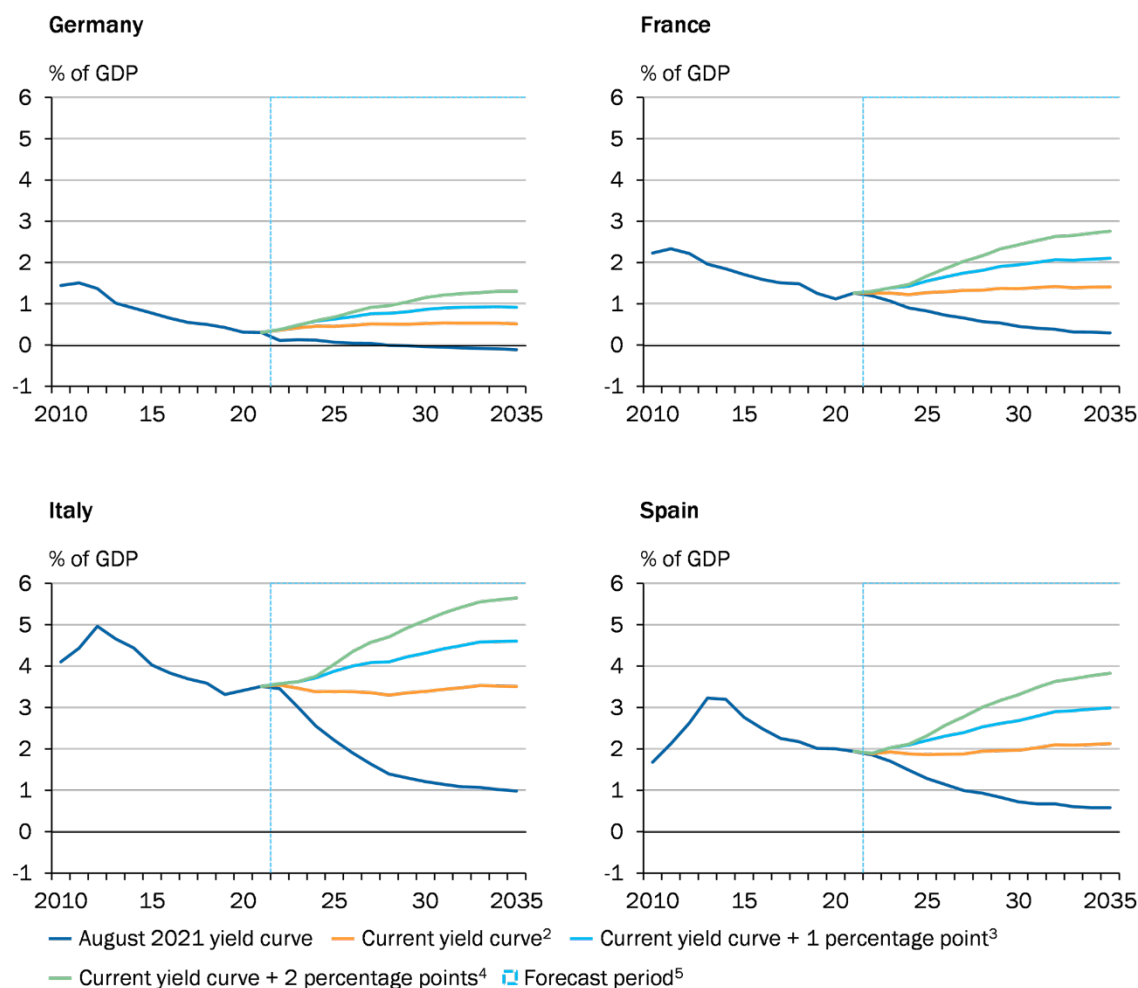 Germany
% of GDP
6
5
4
3
2
1
0
-1
2010 15 20 25 30 2035
France
% of GDP
6
5
4
3
2
1
0
-1
2010 15 20 25 30 2035
Italy
% of GDP
6
5
4
3
2
1
0
-1
2010 15 20 25 30 2035
Spain
% of GDP
6
5
4
3
2
1
0
-1
2010 15 20 25 30 2035
August 2021 yield curve Current yield curve² Current yield curve + 1 percentage point³
Current yield curve + 2 percentage points⁴ Forecast period⁵